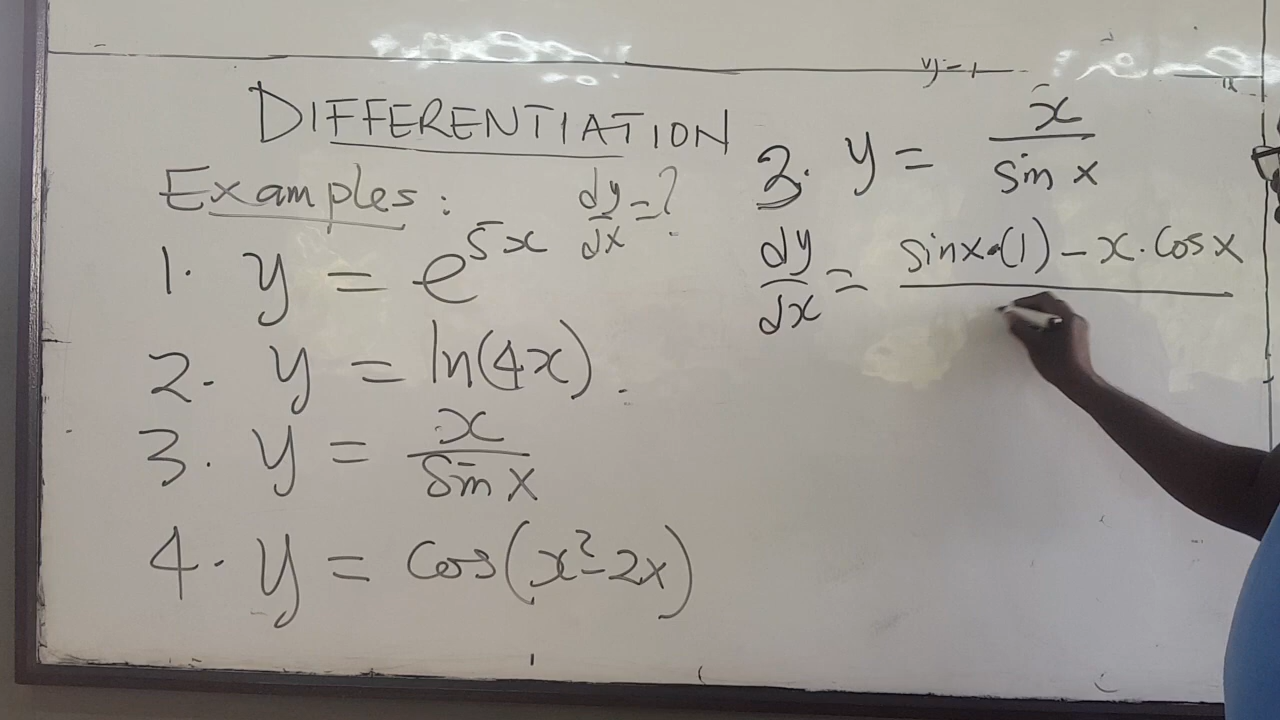 DIFFERENTIATION
Examples: dy/dx = ?
1. y = e^5x
2. y = ln(4x).
3. y = x/sin x
4. y = cos(x²-2x)
y = 1
3. y = x/sin x
dy/dx = sinx·(1) - x·cosx